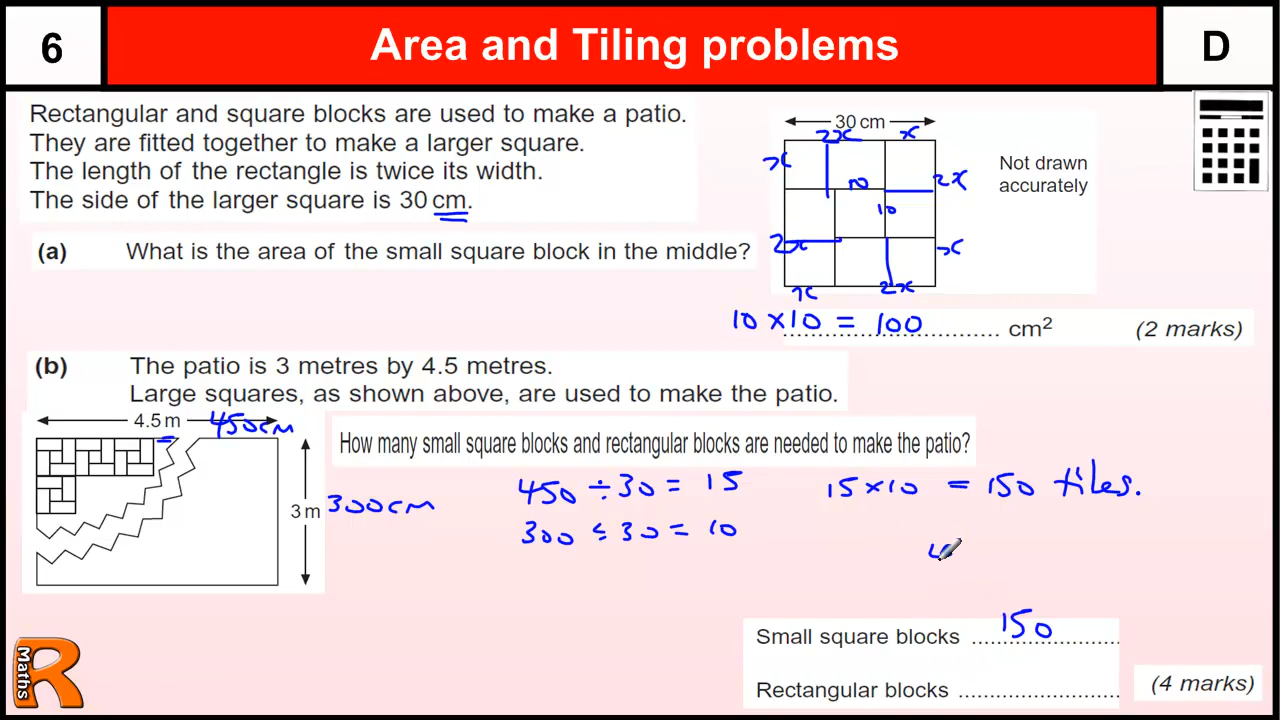 6
Area and Tiling problems
D
Rectangular and square blocks are used to make a patio.
They are fitted together to make a larger square.
The length of the rectangle is twice its width.
The side of the larger square is 30 cm.
30 cm
2x x
x
10
2x
10
2x
x
x 2x
Not drawn
accurately
(a) What is the area of the small square block in the middle?
10 × 10 = 100 cm² (2 marks)
(b) The patio is 3 metres by 4.5 metres.
Large squares, as shown above, are used to make the patio.
4.5 m 450cm
3 m 300cm
How many small square blocks and rectangular blocks are needed to make the patio?
450 ÷ 30 = 15 15 × 10 = 150 tiles.
300 ÷ 30 = 10
Small square blocks 150
Rectangular blocks
(4 marks)
R
Maths